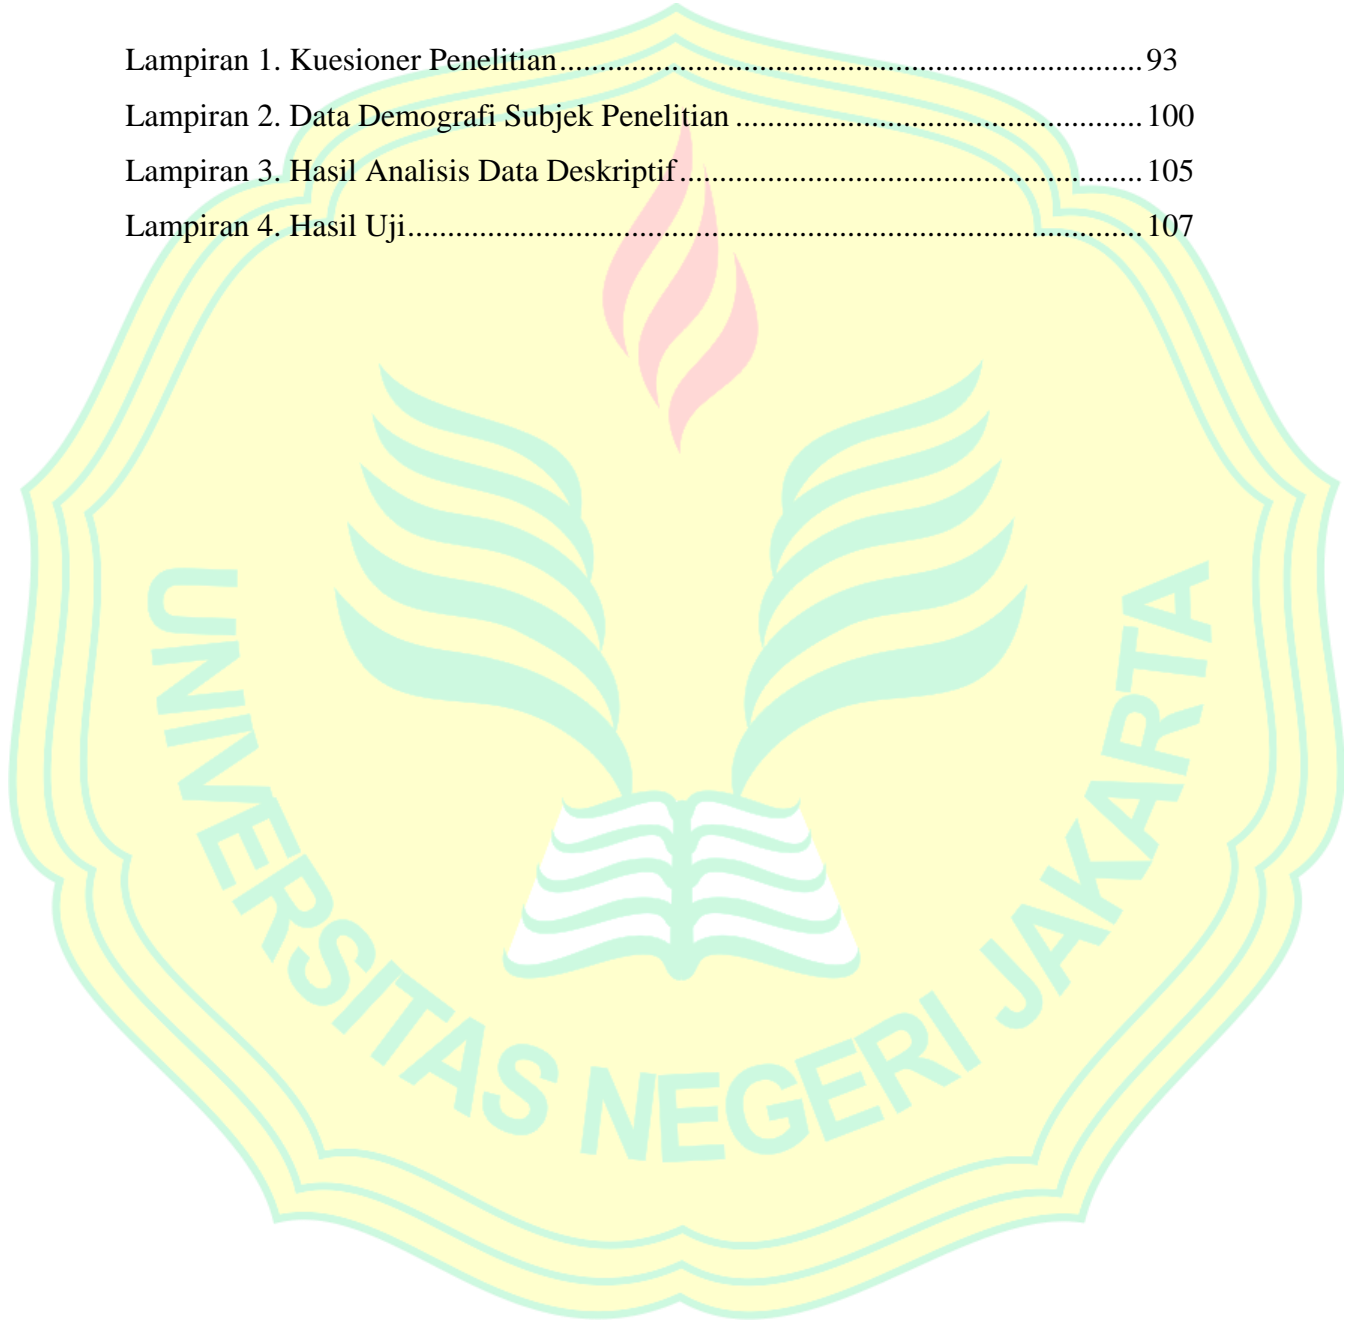 Lampiran 1. Kuesioner Penelitian.........................................................................93
Lampiran 2. Data Demografi Subjek Penelitian ...................................................100
Lampiran 3. Hasil Analisis Data Deskriptif..........................................................105
Lampiran 4. Hasil Uji............................................................................................107
UNIVERSITAS NEGERI JAKARTA